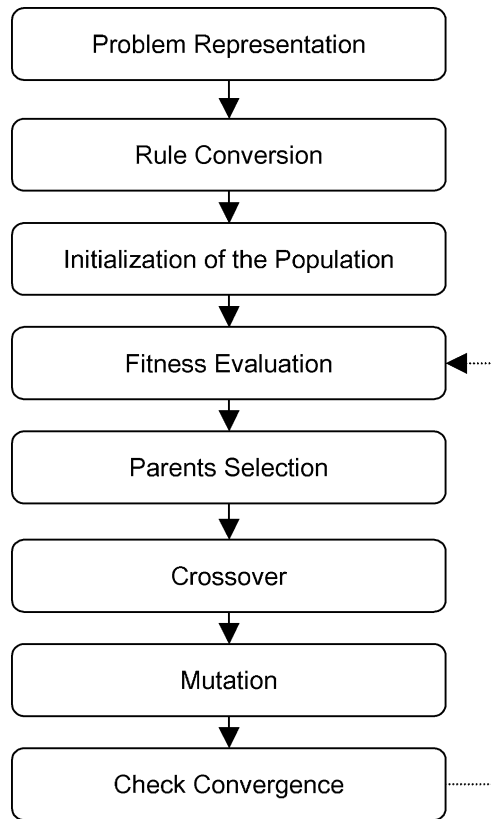 Problem Representation
Rule Conversion
Initialization of the Population
Fitness Evaluation
Parents Selection
Crossover
Mutation
Check Convergence